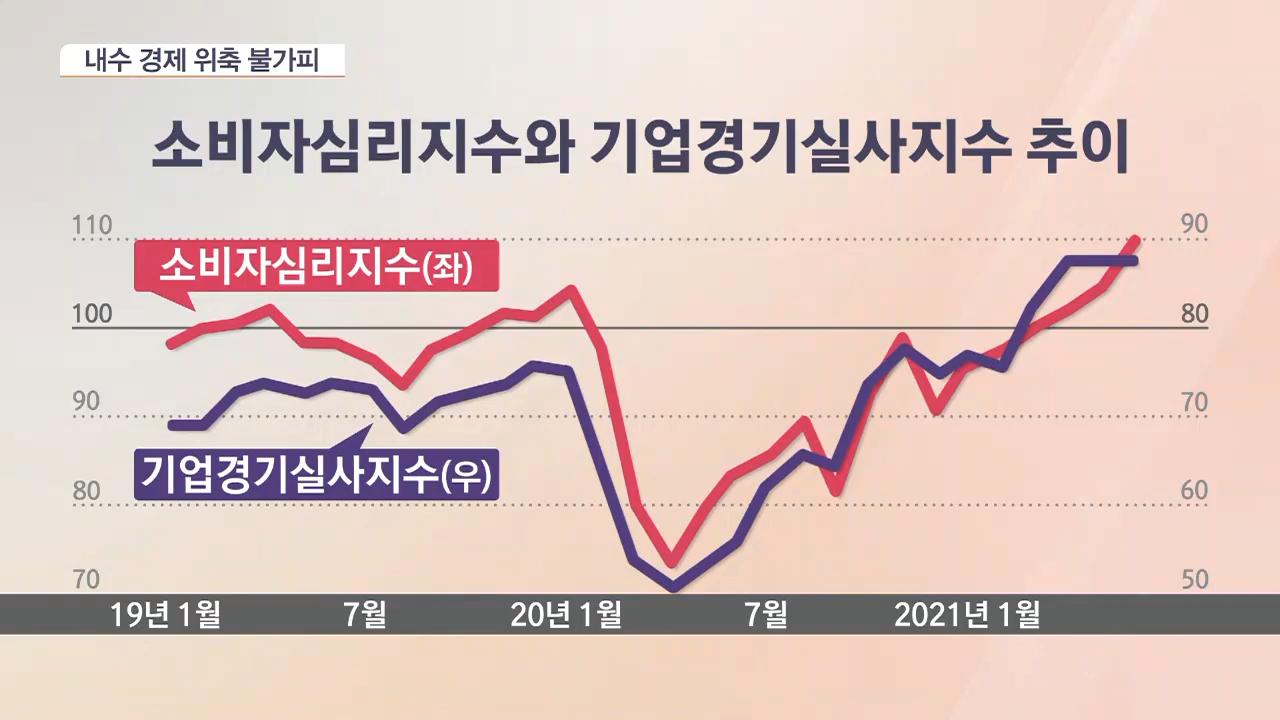 내수 경제 위축 불가피
소비자심리지수와 기업경기실사지수 추이
110
90
소비자심리지수(좌)
100
80
90
70
기업경기실사지수(우)
80
60
70
50
19년 1월 7월 20년 1월 7월 2021년 1월